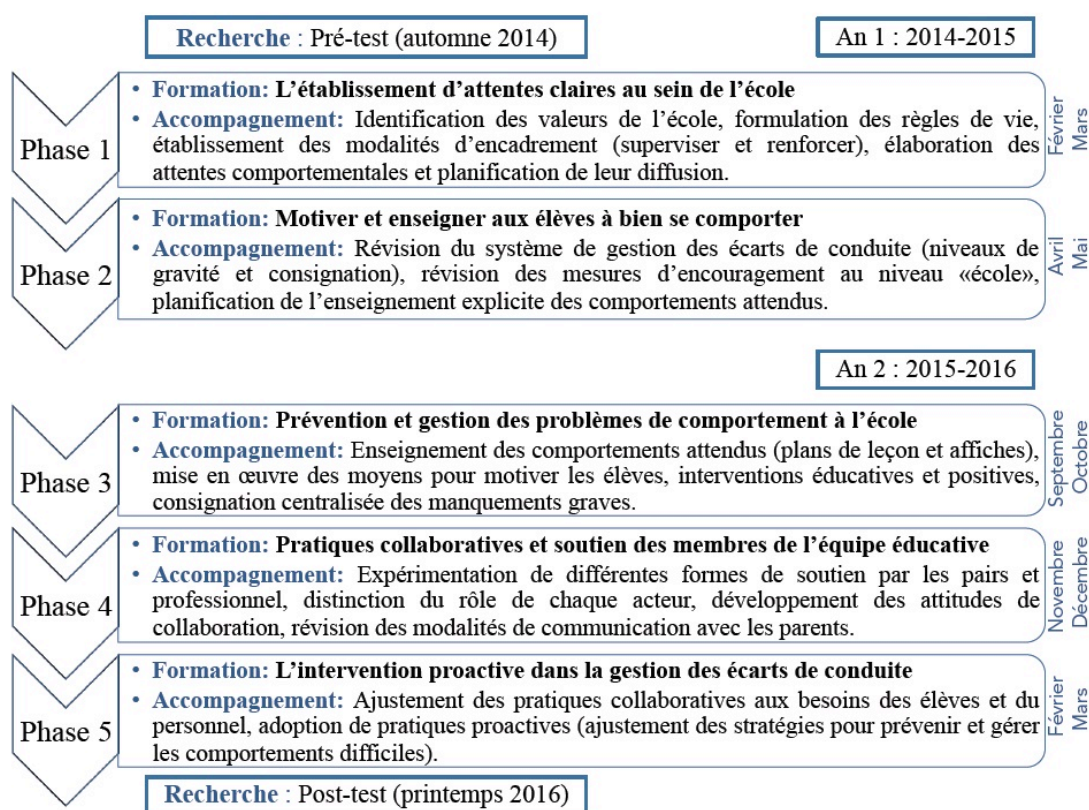 Recherche : Pré-test (automne 2014)
An 1 : 2014-2015
Phase 1
• Formation: L'établissement d'attentes claires au sein de l'école
• Accompagnement: Identification des valeurs de l'école, formulation des règles de vie,
établissement des modalités d'encadrement (superviser et renforcer), élaboration des
attentes comportementales et planification de leur diffusion.
Février
Mars
Phase 2
• Formation: Motiver et enseigner aux élèves à bien se comporter
• Accompagnement: Révision du système de gestion des écarts de conduite (niveaux de
gravité et consignation), révision des mesures d'encouragement au niveau «école»,
planification de l'enseignement explicite des comportements attendus.
Avril
Mai
An 2 : 2015-2016
Phase 3
• Formation: Prévention et gestion des problèmes de comportement à l'école
• Accompagnement: Enseignement des comportements attendus (plans de leçon et affiches),
mise en œuvre des moyens pour motiver les élèves, interventions éducatives et positives,
consignation centralisée des manquements graves.
Septembre
Octobre
Phase 4
• Formation: Pratiques collaboratives et soutien des membres de l'équipe éducative
• Accompagnement: Expérimentation de différentes formes de soutien par les pairs et
professionnel, distinction du rôle de chaque acteur, développement des attitudes de
collaboration, révision des modalités de communication avec les parents.
Novembre
Décembre
Phase 5
• Formation: L'intervention proactive dans la gestion des écarts de conduite
• Accompagnement: Ajustement des pratiques collaboratives aux besoins des élèves et du
personnel, adoption de pratiques proactives (ajustement des stratégies pour prévenir et gérer
les comportements difficiles).
Février
Mars
Recherche : Post-test (printemps 2016)